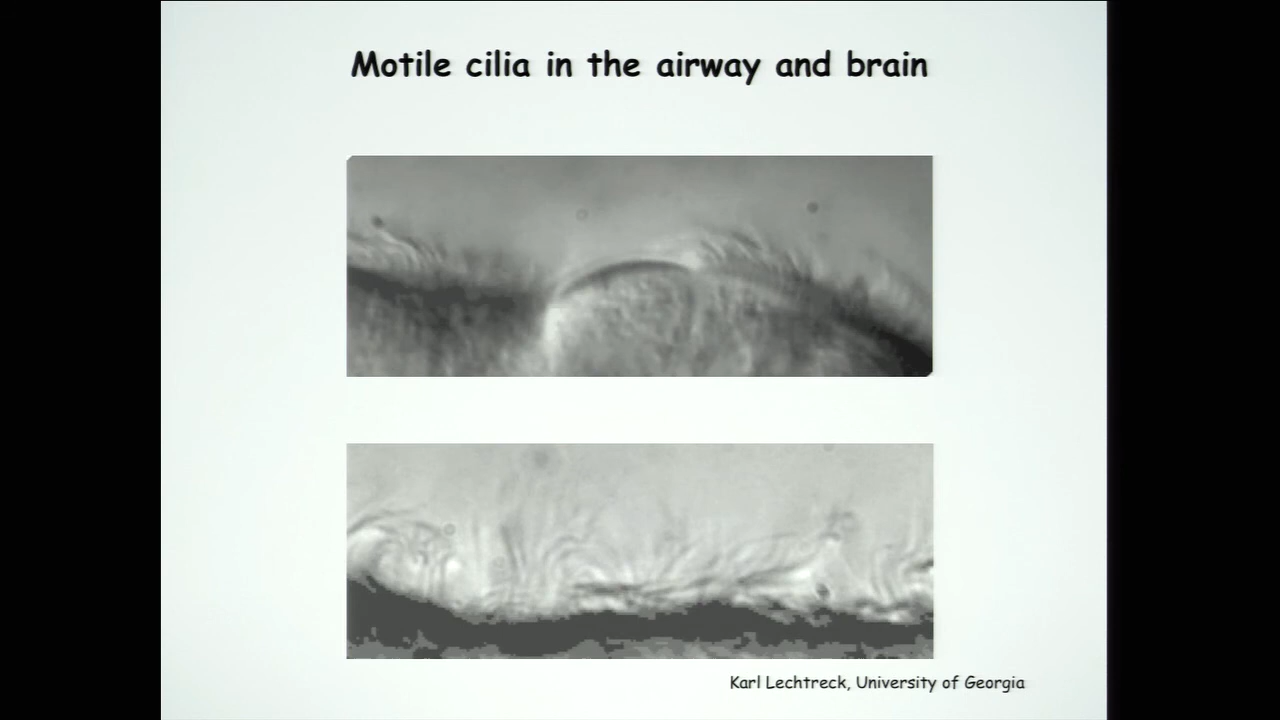 Motile cilia in the airway and brain
Karl Lechtreck, University of Georgia